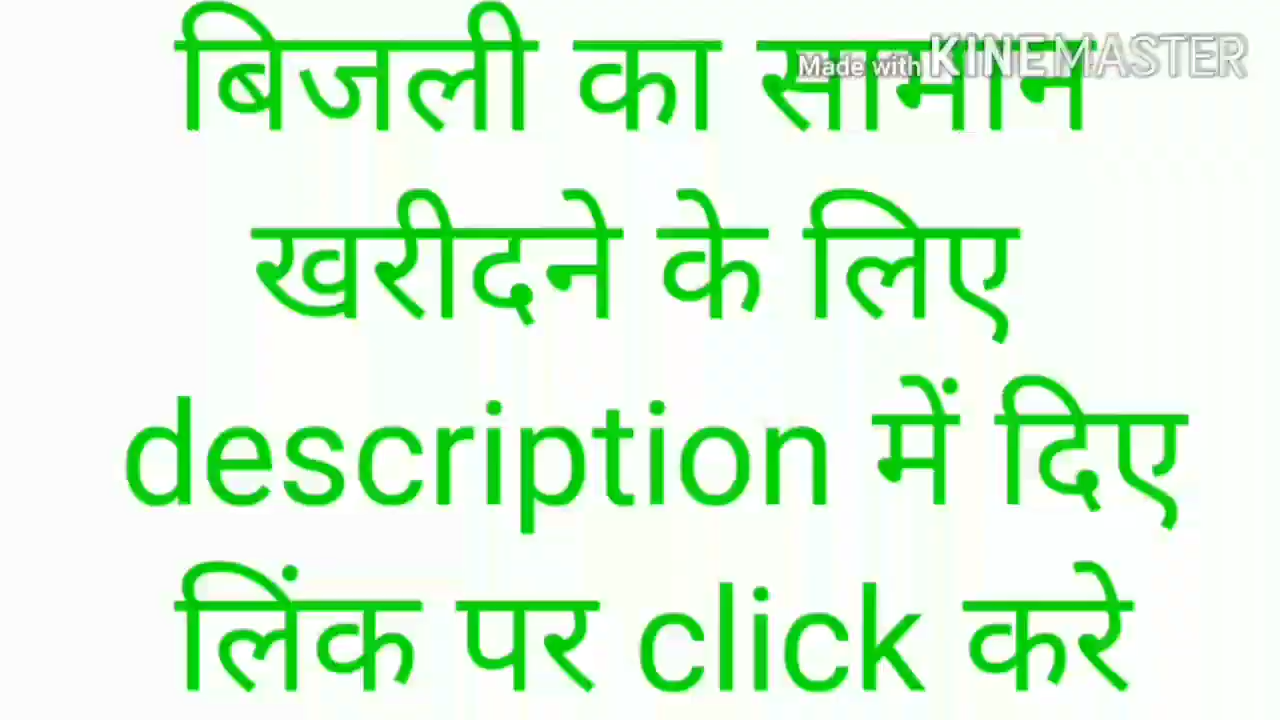 बिजली का सामान
Made with KINEMASTER
खरीदने के लिए
description में दिए
लिंक पर click करे